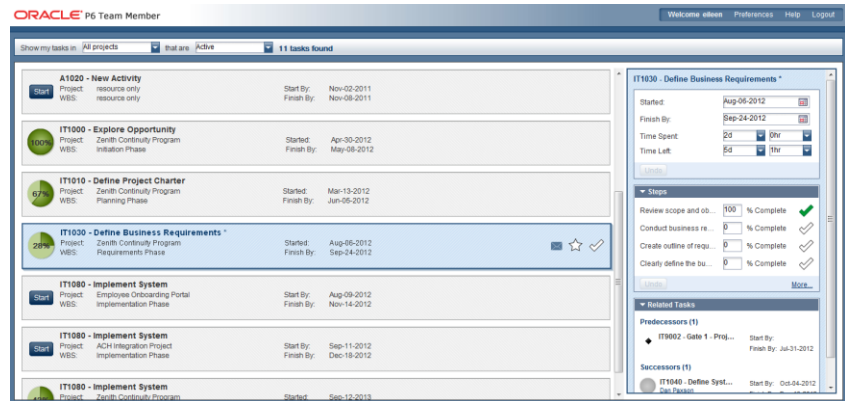 ORACLE P6 Team Member
Welcome eileen Preferences Help Logout
Show my tasks in All projects that are Active 11 tasks found
A1020 - New Activity
Start Project: resource only Start By: Nov-02-2011
WBS: resource only Finish By: Nov-08-2011
IT1000 - Explore Opportunity
100% Project: Zenith Continuity Program Started: Apr-30-2012
WBS: Initiation Phase Finish By: May-08-2012
IT1010 - Define Project Charter
67% Project: Zenith Continuity Program Started: Mar-13-2012
WBS: Planning Phase Finish By: Jun-05-2012
IT1030 - Define Business Requirements *
28% Project: Zenith Continuity Program Started: Aug-06-2012
WBS: Requirements Phase Finish By: Sep-24-2012
IT1080 - Implement System
Start Project: Employee Onboarding Portal Start By: Aug-09-2012
WBS: Implementation Phase Finish By: Nov-14-2012
IT1080 - Implement System
Start Project: ACH Integration Project Start By: Sep-11-2012
WBS: Implementation Phase Finish By: Dec-18-2012
IT1080 - Implement System
Project: Zenith Continuity Program Started: Sep-12-2013
IT1030 - Define Business Requirements *
Started: Aug-06-2012
Finish By: Sep-24-2012
Time Spent: 2d 0hr
Time Left: 5d 1hr
Undo
Steps
Review scope and ob... 100 % Complete
Conduct business re... 0 % Complete
Create outline of requ... 0 % Complete
Clearly define the bu... 0 % Complete
Undo More...
Related Tasks
Predecessors (1)
IT9002 - Gate 1 - Proj... Start By:
Finish By: Jul-31-2012
Successors (1)
IT1040 - Define Syst... Start By: Oct-04-2012
Dan Paxson